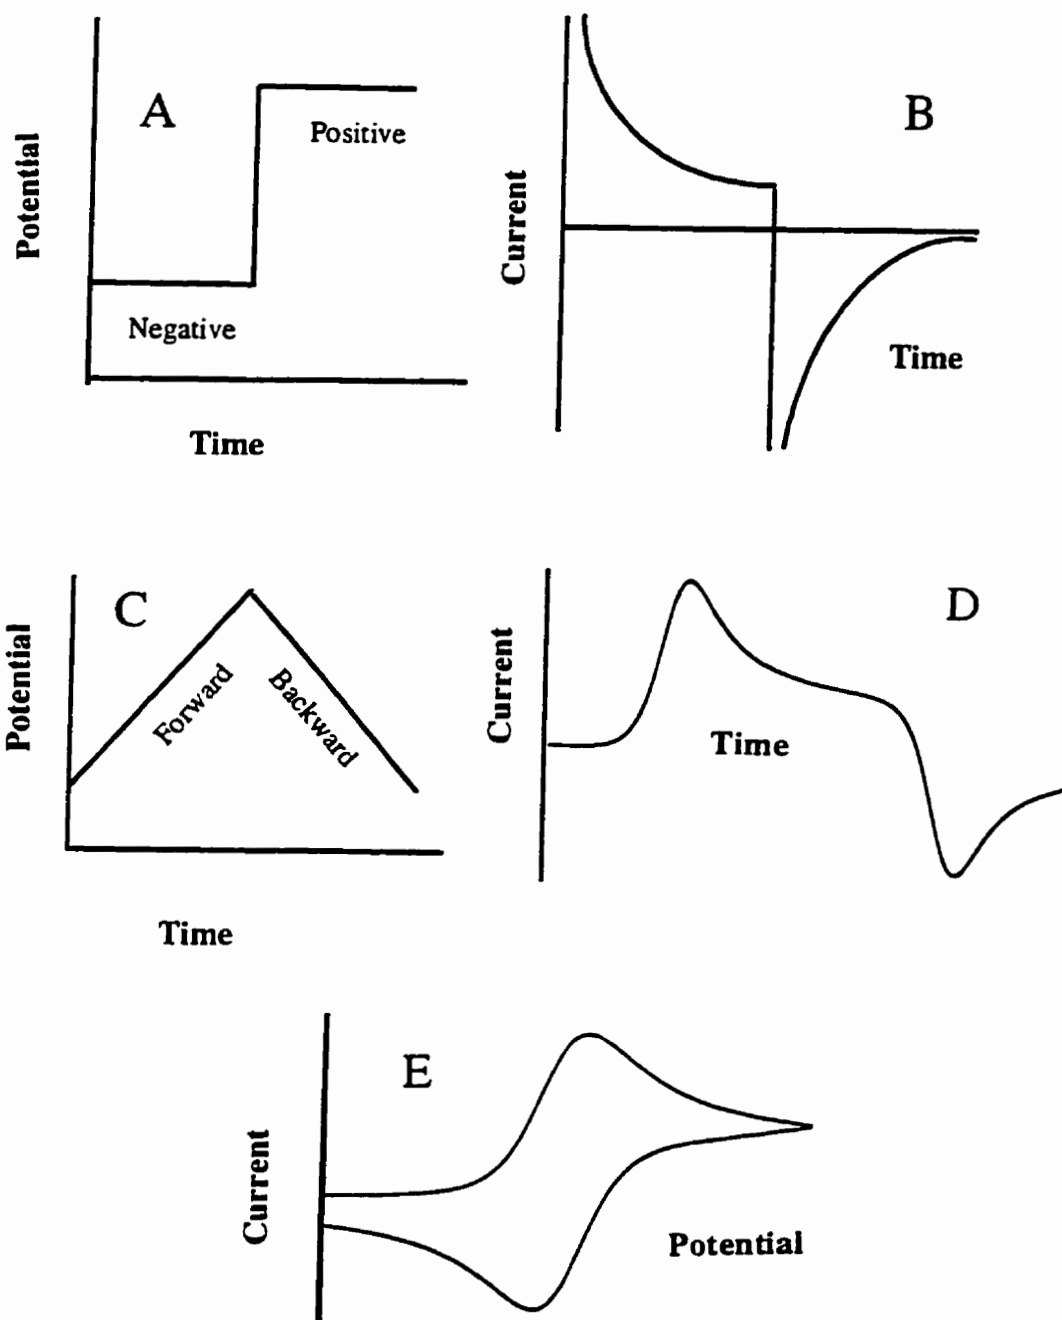 A
Positive
Potential
Negative
Time
B
Current
Time
C
Potential
Forward
Backward
Time
D
Current
Time
E
Current
Potential